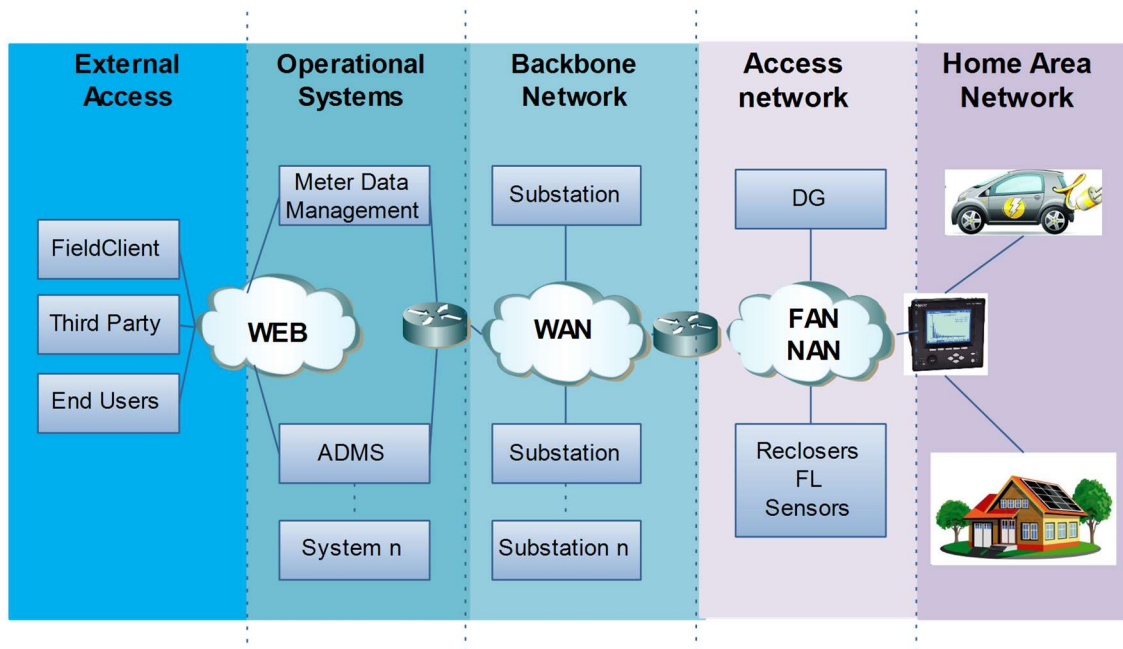 External
Access
Operational
Systems
Backbone
Network
Access
network
Home Area
Network
FieldClient
Third Party
End Users
WEB
Meter Data
Management
ADMS
System n
Substation
WAN
Substation
Substation n
DG
FAN
NAN
Reclosers
FL
Sensors